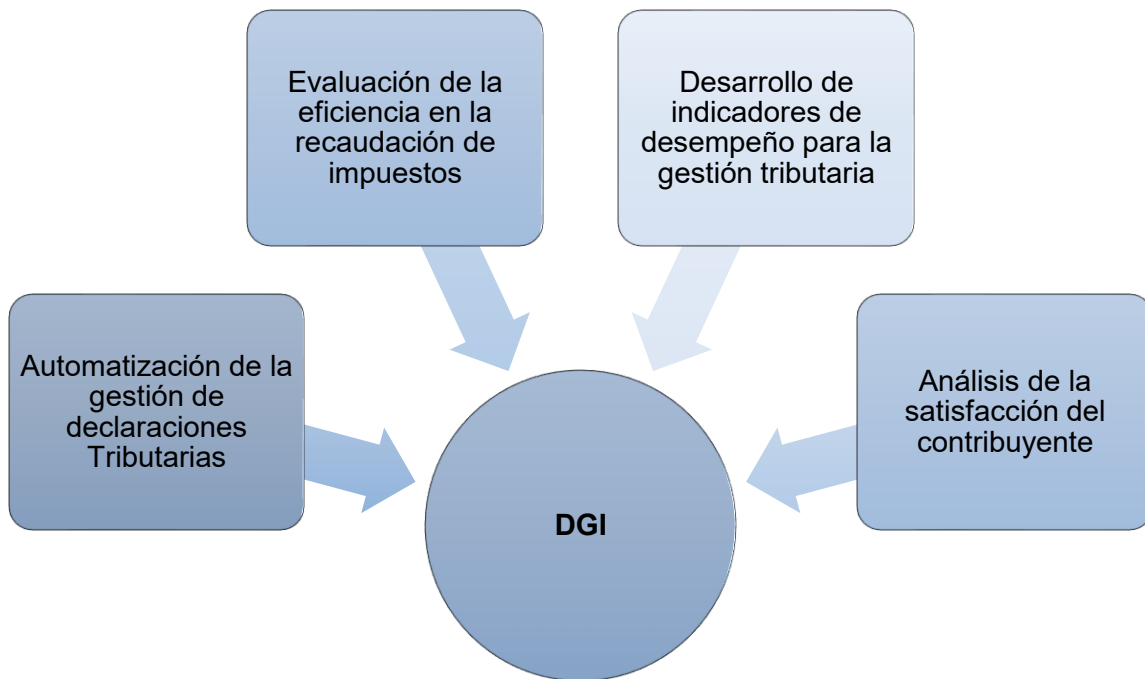 Evaluación de la
eficiencia en la
recaudación de
impuestos
Desarrollo de
indicadores de
desempeño para la
gestión tributaria
Automatización de la
gestión de
declaraciones
Tributarias
Análisis de la
satisfacción del
contribuyente
DGI